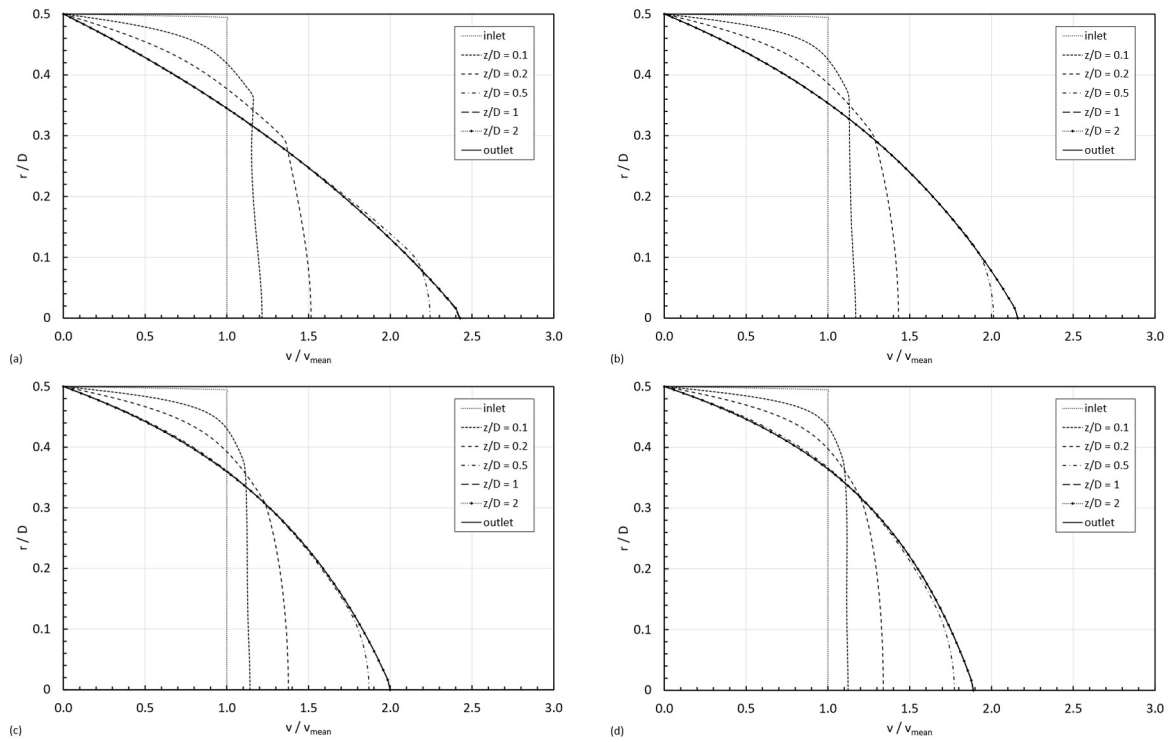 0.5
0.4
0.3
0.2
0.1
0
r / D
0.0 0.5 1.0 1.5 2.0 2.5 3.0
v / vmean
(a)
inlet
z/D = 0.1
z/D = 0.2
z/D = 0.5
z/D = 1
z/D = 2
outlet
0.5
0.4
0.3
0.2
0.1
0
r / D
0.0 0.5 1.0 1.5 2.0 2.5 3.0
v / vmean
(b)
inlet
z/D = 0.1
z/D = 0.2
z/D = 0.5
z/D = 1
z/D = 2
outlet
0.5
0.4
0.3
0.2
0.1
0
r / D
0.0 0.5 1.0 1.5 2.0 2.5 3.0
v / vmean
(c)
inlet
z/D = 0.1
z/D = 0.2
z/D = 0.5
z/D = 1
z/D = 2
outlet
0.5
0.4
0.3
0.2
0.1
0
r / D
0.0 0.5 1.0 1.5 2.0 2.5 3.0
v / vmean
(d)
inlet
z/D = 0.1
z/D = 0.2
z/D = 0.5
z/D = 1
z/D = 2
outlet